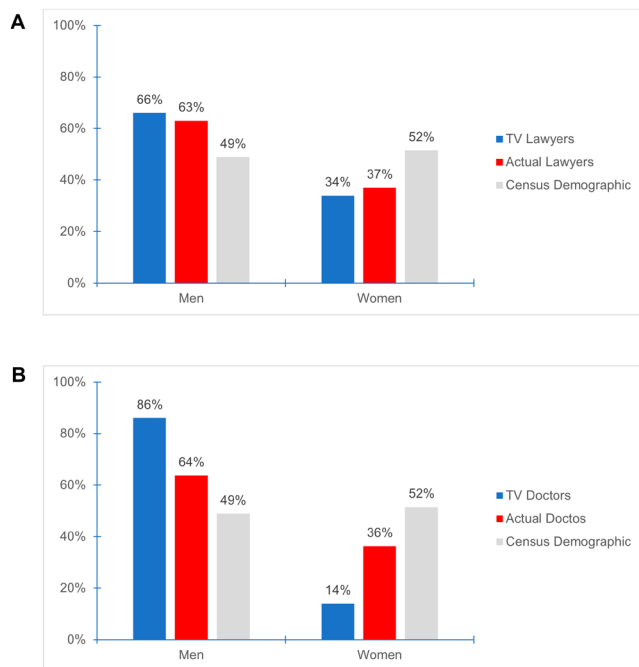 A
100%
80%
60%
40%
20%
0%
66%
63%
49%
34%
37%
52%
Men
Women
TV Lawyers
Actual Lawyers
Census Demographic
B
100%
80%
60%
40%
20%
0%
86%
64%
49%
14%
36%
52%
Men
Women
TV Doctors
Actual Doctos
Census Demographic